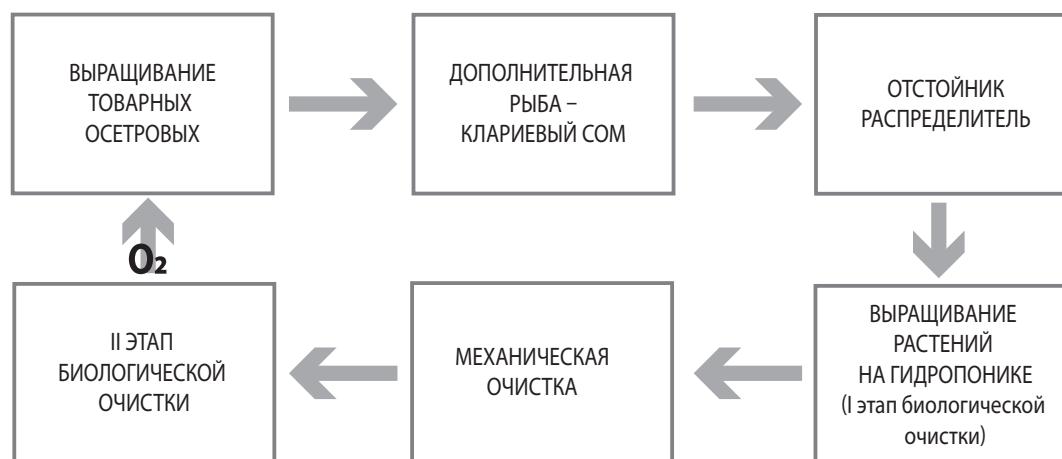 ВЫРАЩИВАНИЕ
ТОВАРНЫХ
ОСЕТРОВЫХ
ДОПОЛНИТЕЛЬНАЯ
РЫБА –
КЛАРИЕВЫЙ СОМ
ОТСТОЙНИК
РАСПРЕДЕЛИТЕЛЬ
O₂
II ЭТАП
БИОЛОГИЧЕСКОЙ
ОЧИСТКИ
МЕХАНИЧЕСКАЯ
ОЧИСТКА
ВЫРАЩИВАНИЕ
РАСТЕНИЙ
НА ГИДРОПОНИКЕ
(I этап биологической
очистки)